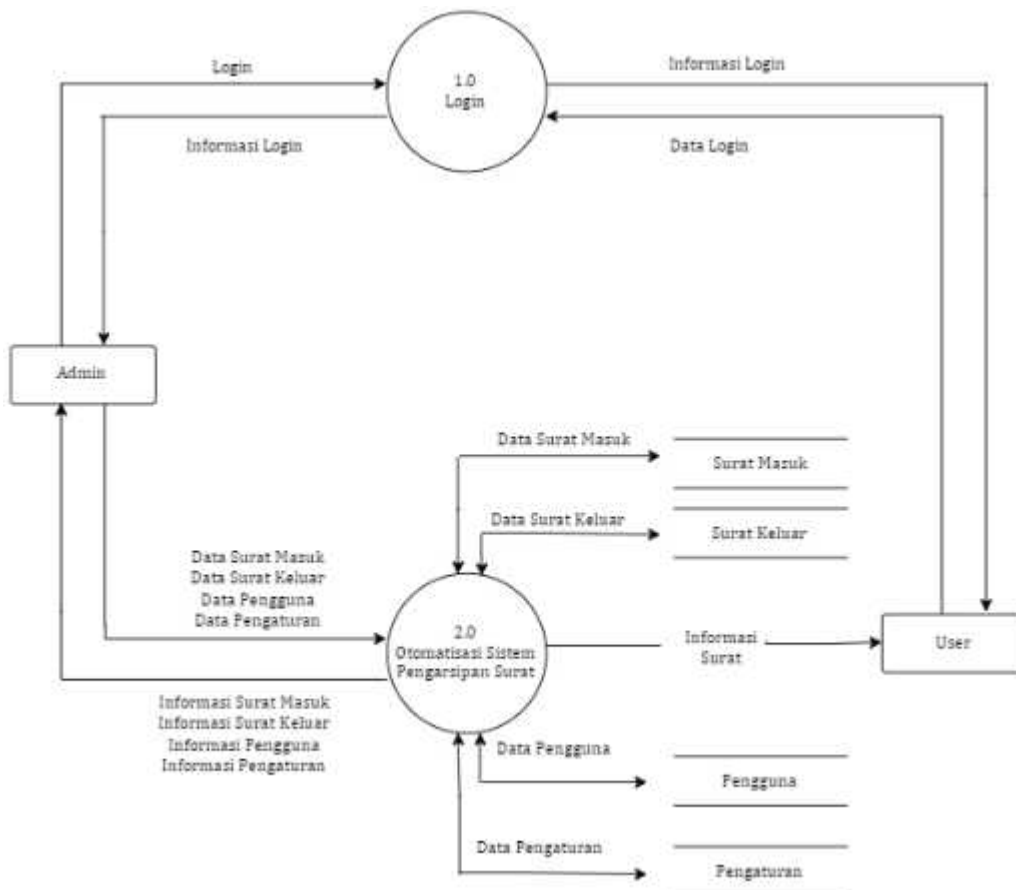 Login
1.0
Login
Informasi Login
Informasi Login
Data Login
Admin
Data Surat Masuk
Surat Masuk
Data Surat Keluar
Surat Keluar
Data Surat Masuk
Data Surat Keluar
Data Pengguna
Data Pengaturan
2.0
Otomatisasi Sistem
Pengarsipan Surat
Informasi
Surat
User
Informasi Surat Masuk
Informasi Surat Keluar
Informasi Pengguna
Informasi Pengaturan
Data Pengguna
Pengguna
Data Pengaturan
Pengaturan